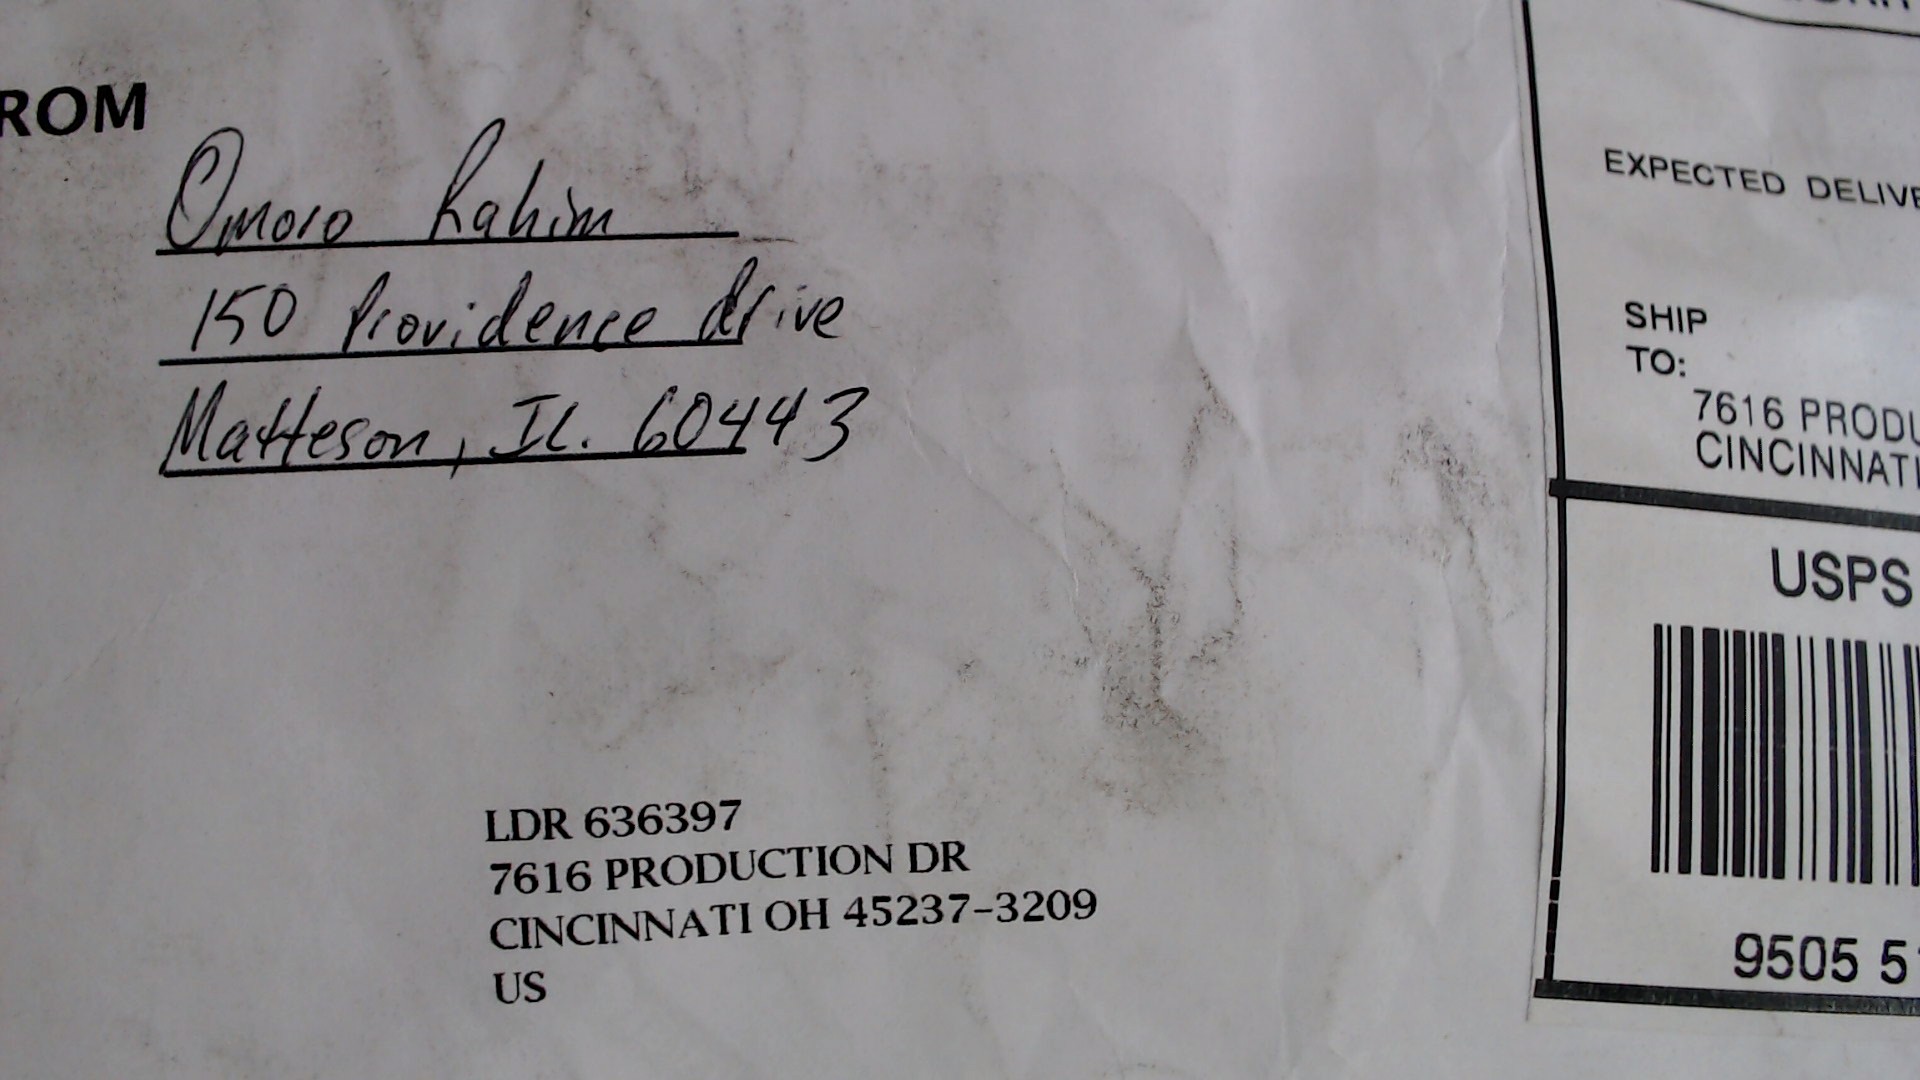 ROM
Omoro Rahim
150 Providence drive
Matteson, IL. 60443
LDR 636397
7616 PRODUCTION DR
CINCINNATI OH 45237-3209
US
EXPECTED DELIVE
SHIP
TO:
7616 PRODU
CINCINNATI
USPS
9505 5